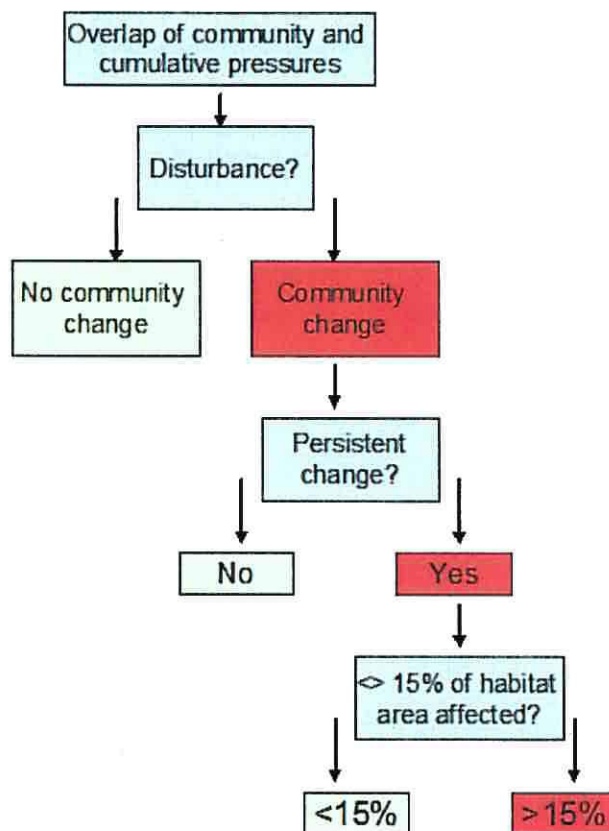 Overlap of community and
cumulative pressures
Disturbance?
No community
change
Community
change
Persistent
change?
No
Yes
<> 15% of habitat
area affected?
<15%
>15%